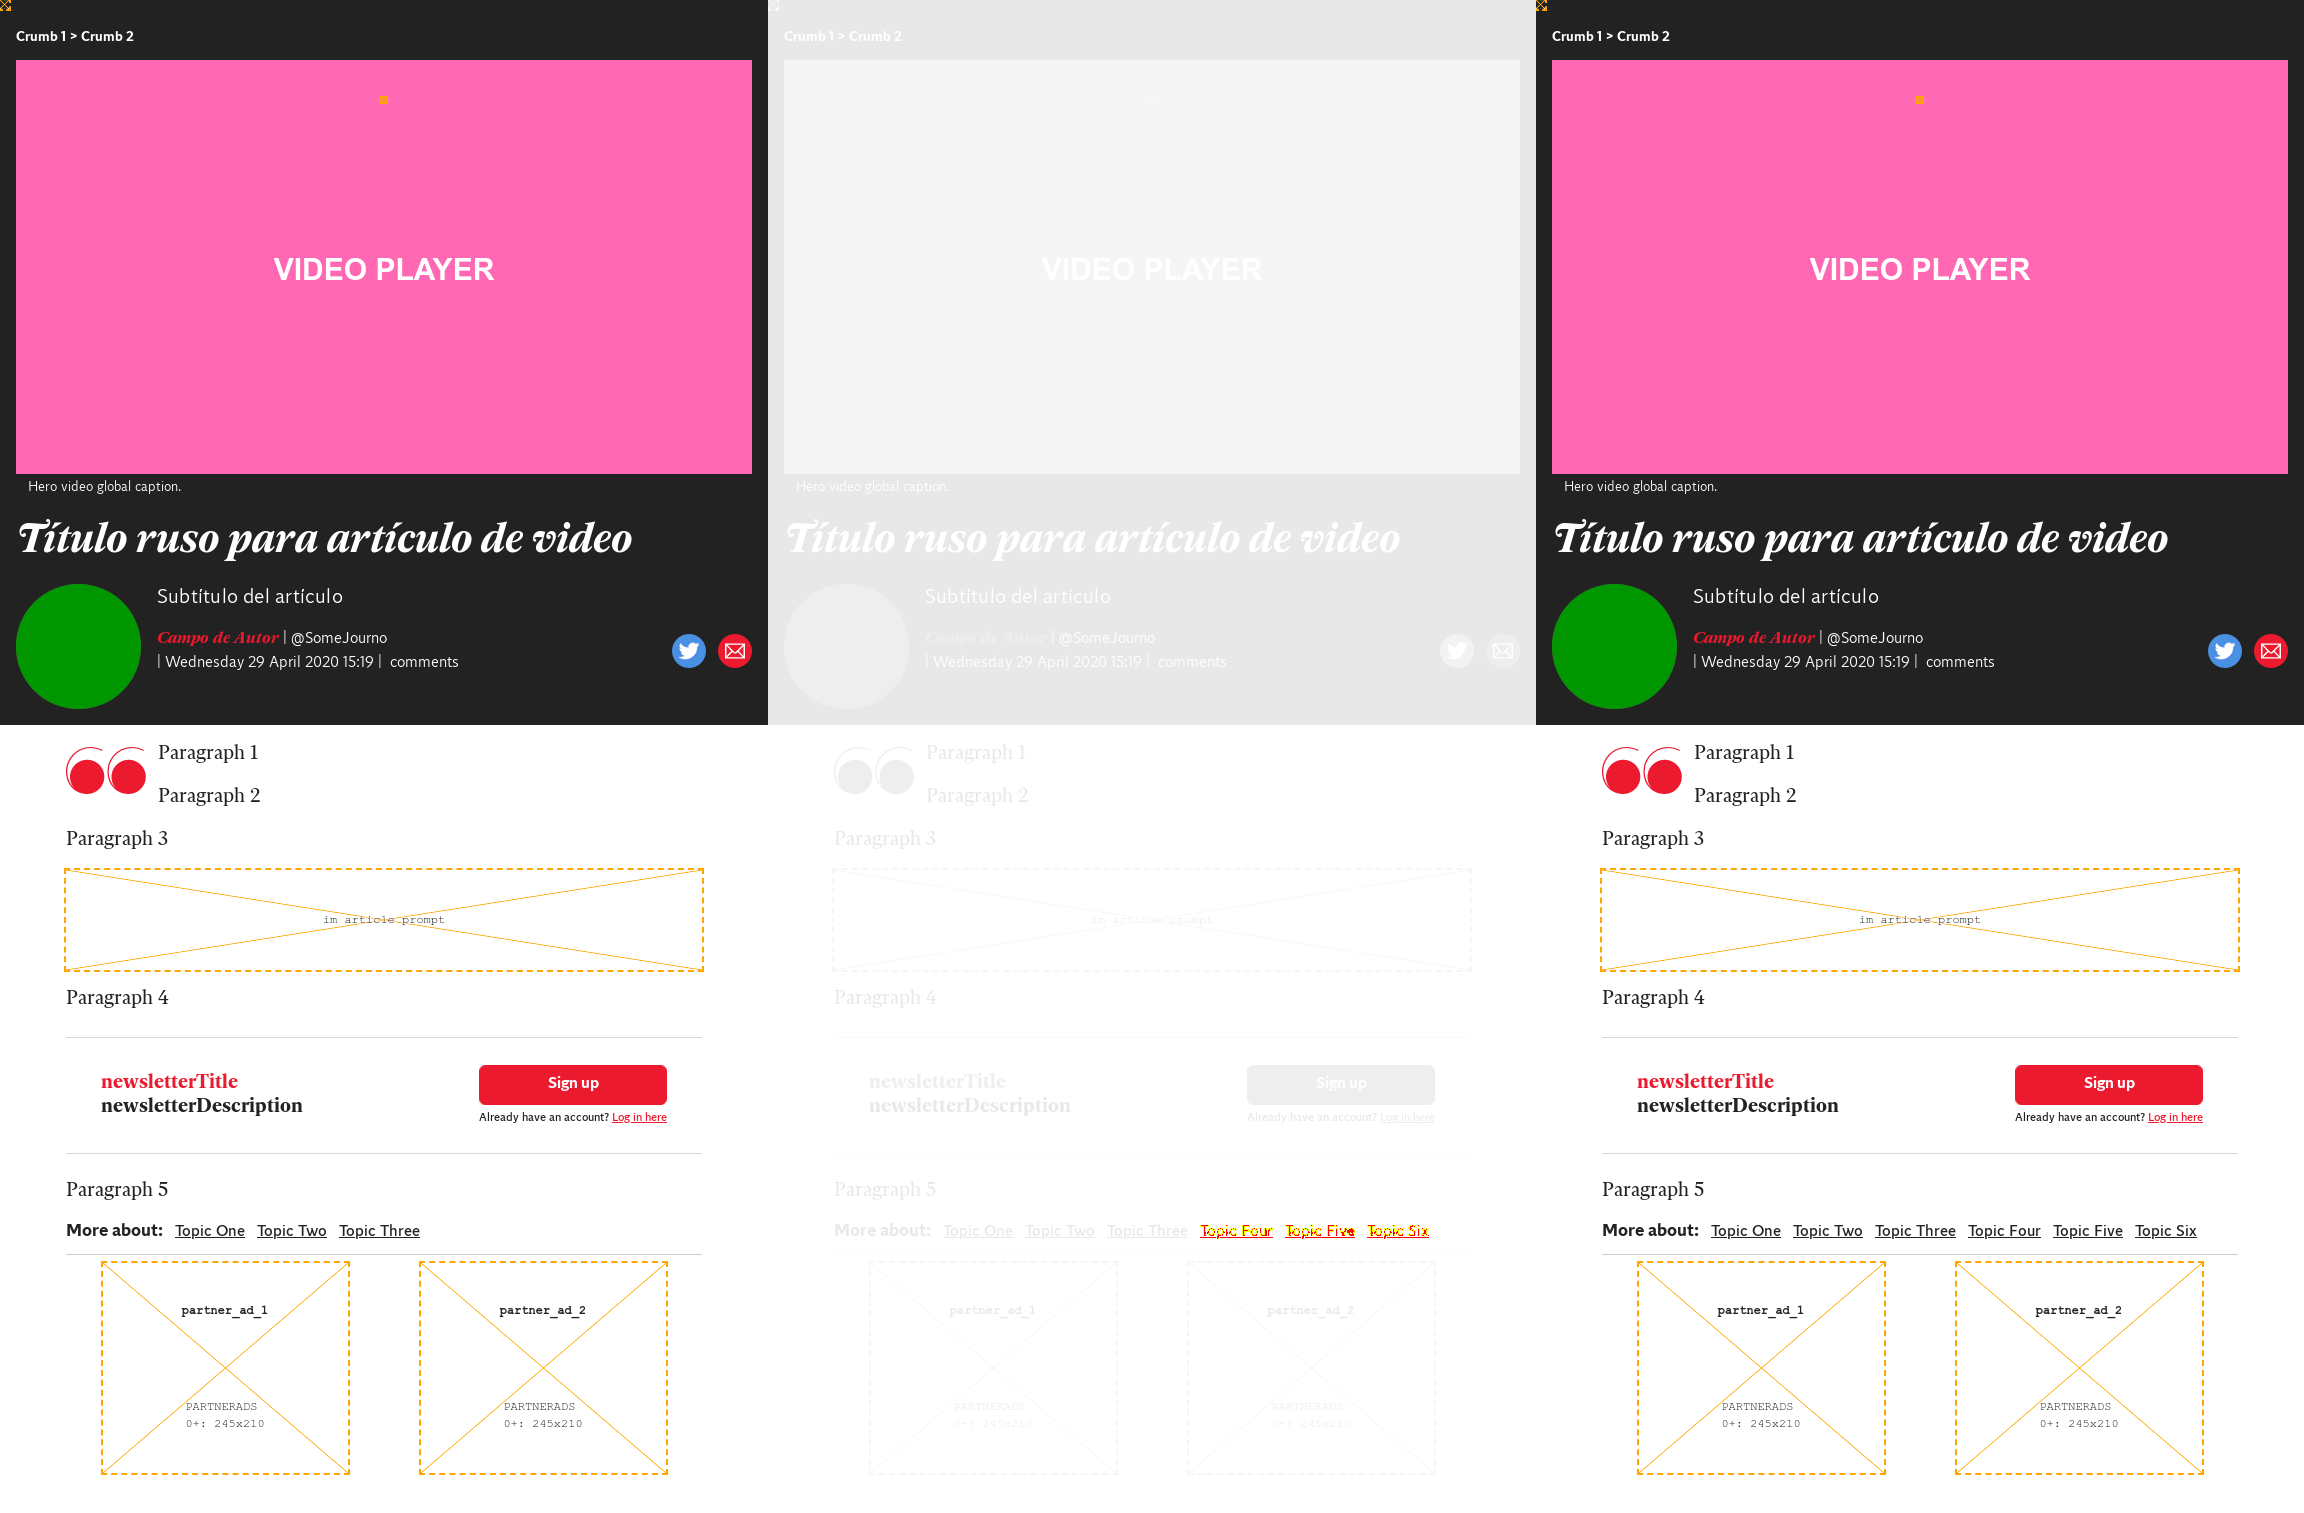 Crumb 1 > Crumb 2
VIDEO PLAYER
Hero video global caption.
Título ruso para artículo de video
Subtítulo del artículo
Campo de Autor | @SomeJourno
| Wednesday 29 April 2020 15:19 | comments
Paragraph 1
Paragraph 2
Paragraph 3
im article prompt
Paragraph 4
newsletterTitle
newsletterDescription
Sign up
Already have an account? Log in here
Paragraph 5
More about: Topic One Topic Two Topic Three
partner_ad_1
PARTNERADS
0+: 245x210
partner_ad_2
PARTNERADS
0+: 245x210
Crumb 1 > Crumb 2
VIDEO PLAYER
Hero video global caption.
Título ruso para artículo de video
Subtítulo del artículo
Campo de Autor | @SomeJourno
| Wednesday 29 April 2020 15:19 | comments
Paragraph 1
Paragraph 2
Paragraph 3
im article prompt
Paragraph 4
newsletterTitle
newsletterDescription
Sign up
Already have an account? Log in here
Paragraph 5
More about: Topic One Topic Two Topic Three Topic Four Topic Five Topic Six
partner_ad_1
PARTNERADS
0+: 245x210
partner_ad_2
PARTNERADS
0+: 245x210
Crumb 1 > Crumb 2
VIDEO PLAYER
Hero video global caption.
Título ruso para artículo de video
Subtítulo del artículo
Campo de Autor | @SomeJourno
| Wednesday 29 April 2020 15:19 | comments
Paragraph 1
Paragraph 2
Paragraph 3
im article prompt
Paragraph 4
newsletterTitle
newsletterDescription
Sign up
Already have an account? Log in here
Paragraph 5
More about: Topic One Topic Two Topic Three Topic Four Topic Five Topic Six
partner_ad_1
PARTNERADS
0+: 245x210
partner_ad_2
PARTNERADS
0+: 245x210